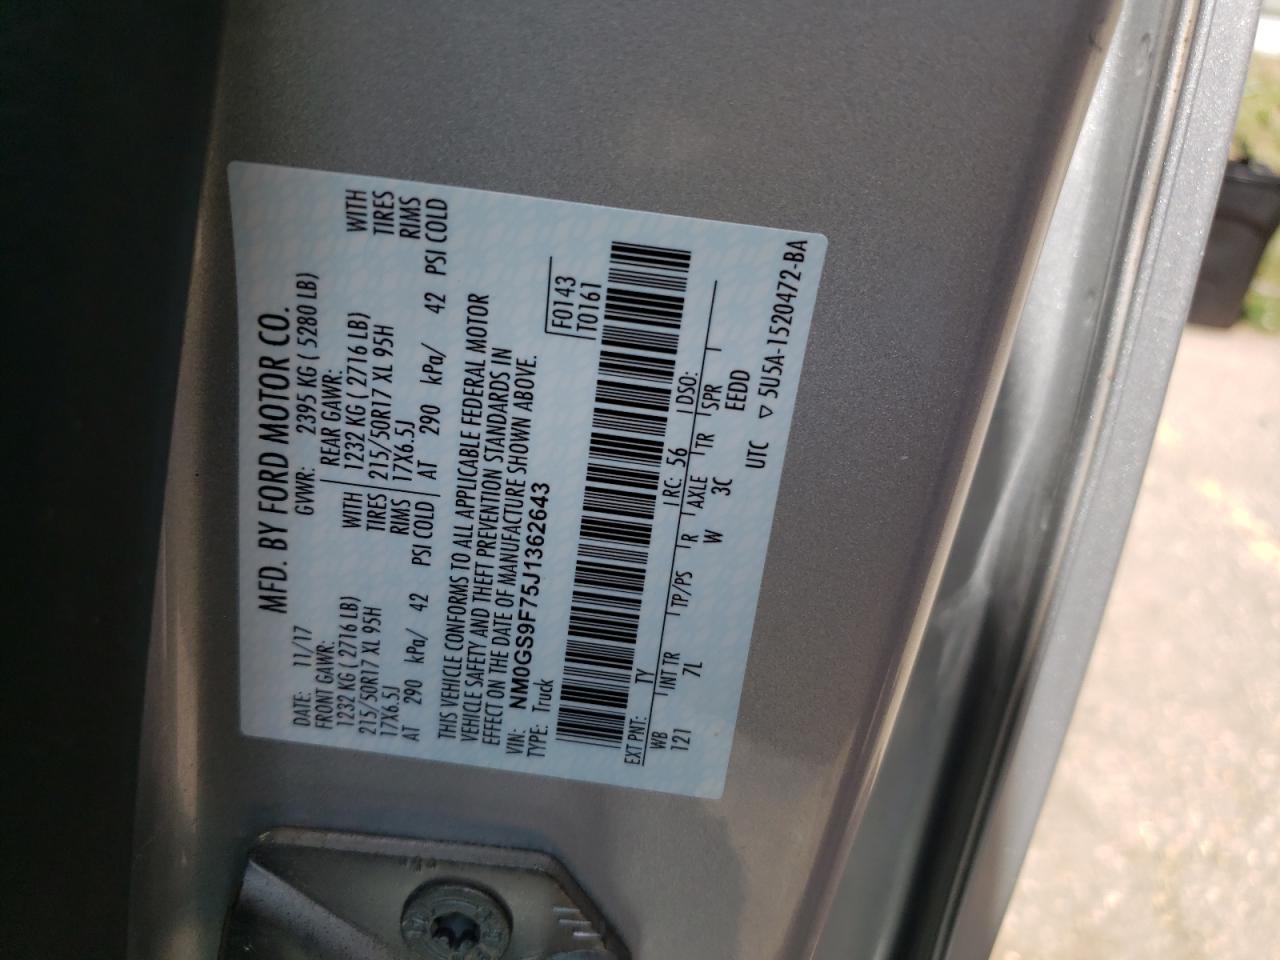 MFD. BY FORD MOTOR CO.
DATE: 11/17 GVWR: 2395 KG ( 5280 LB)
FRONT GAWR: REAR GAWR:
1232 KG ( 2716 LB) WITH 1232 KG ( 2716 LB) WITH
215/50R17 XL 95H TIRES 215/50R17 XL 95H TIRES
17X6.5J RIMS 17X6.5J RIMS
AT 290 kPa/ 42 PSI COLD AT 290 kPa/ 42 PSI COLD
THIS VEHICLE CONFORMS TO ALL APPLICABLE FEDERAL MOTOR
VEHICLE SAFETY AND THEFT PREVENTION STANDARDS IN
EFFECT ON THE DATE OF MANUFACTURE SHOWN ABOVE.
VIN: NM0GS9F75J1362643
TYPE: Truck
F0143
T0161
EXT PNT: TY RC: 56 DSO:
WB INT TR TP/PS R AXLE TR SPR
121 7L W 3C EEDD
UTC ▽ 5U5A-1520472-BA